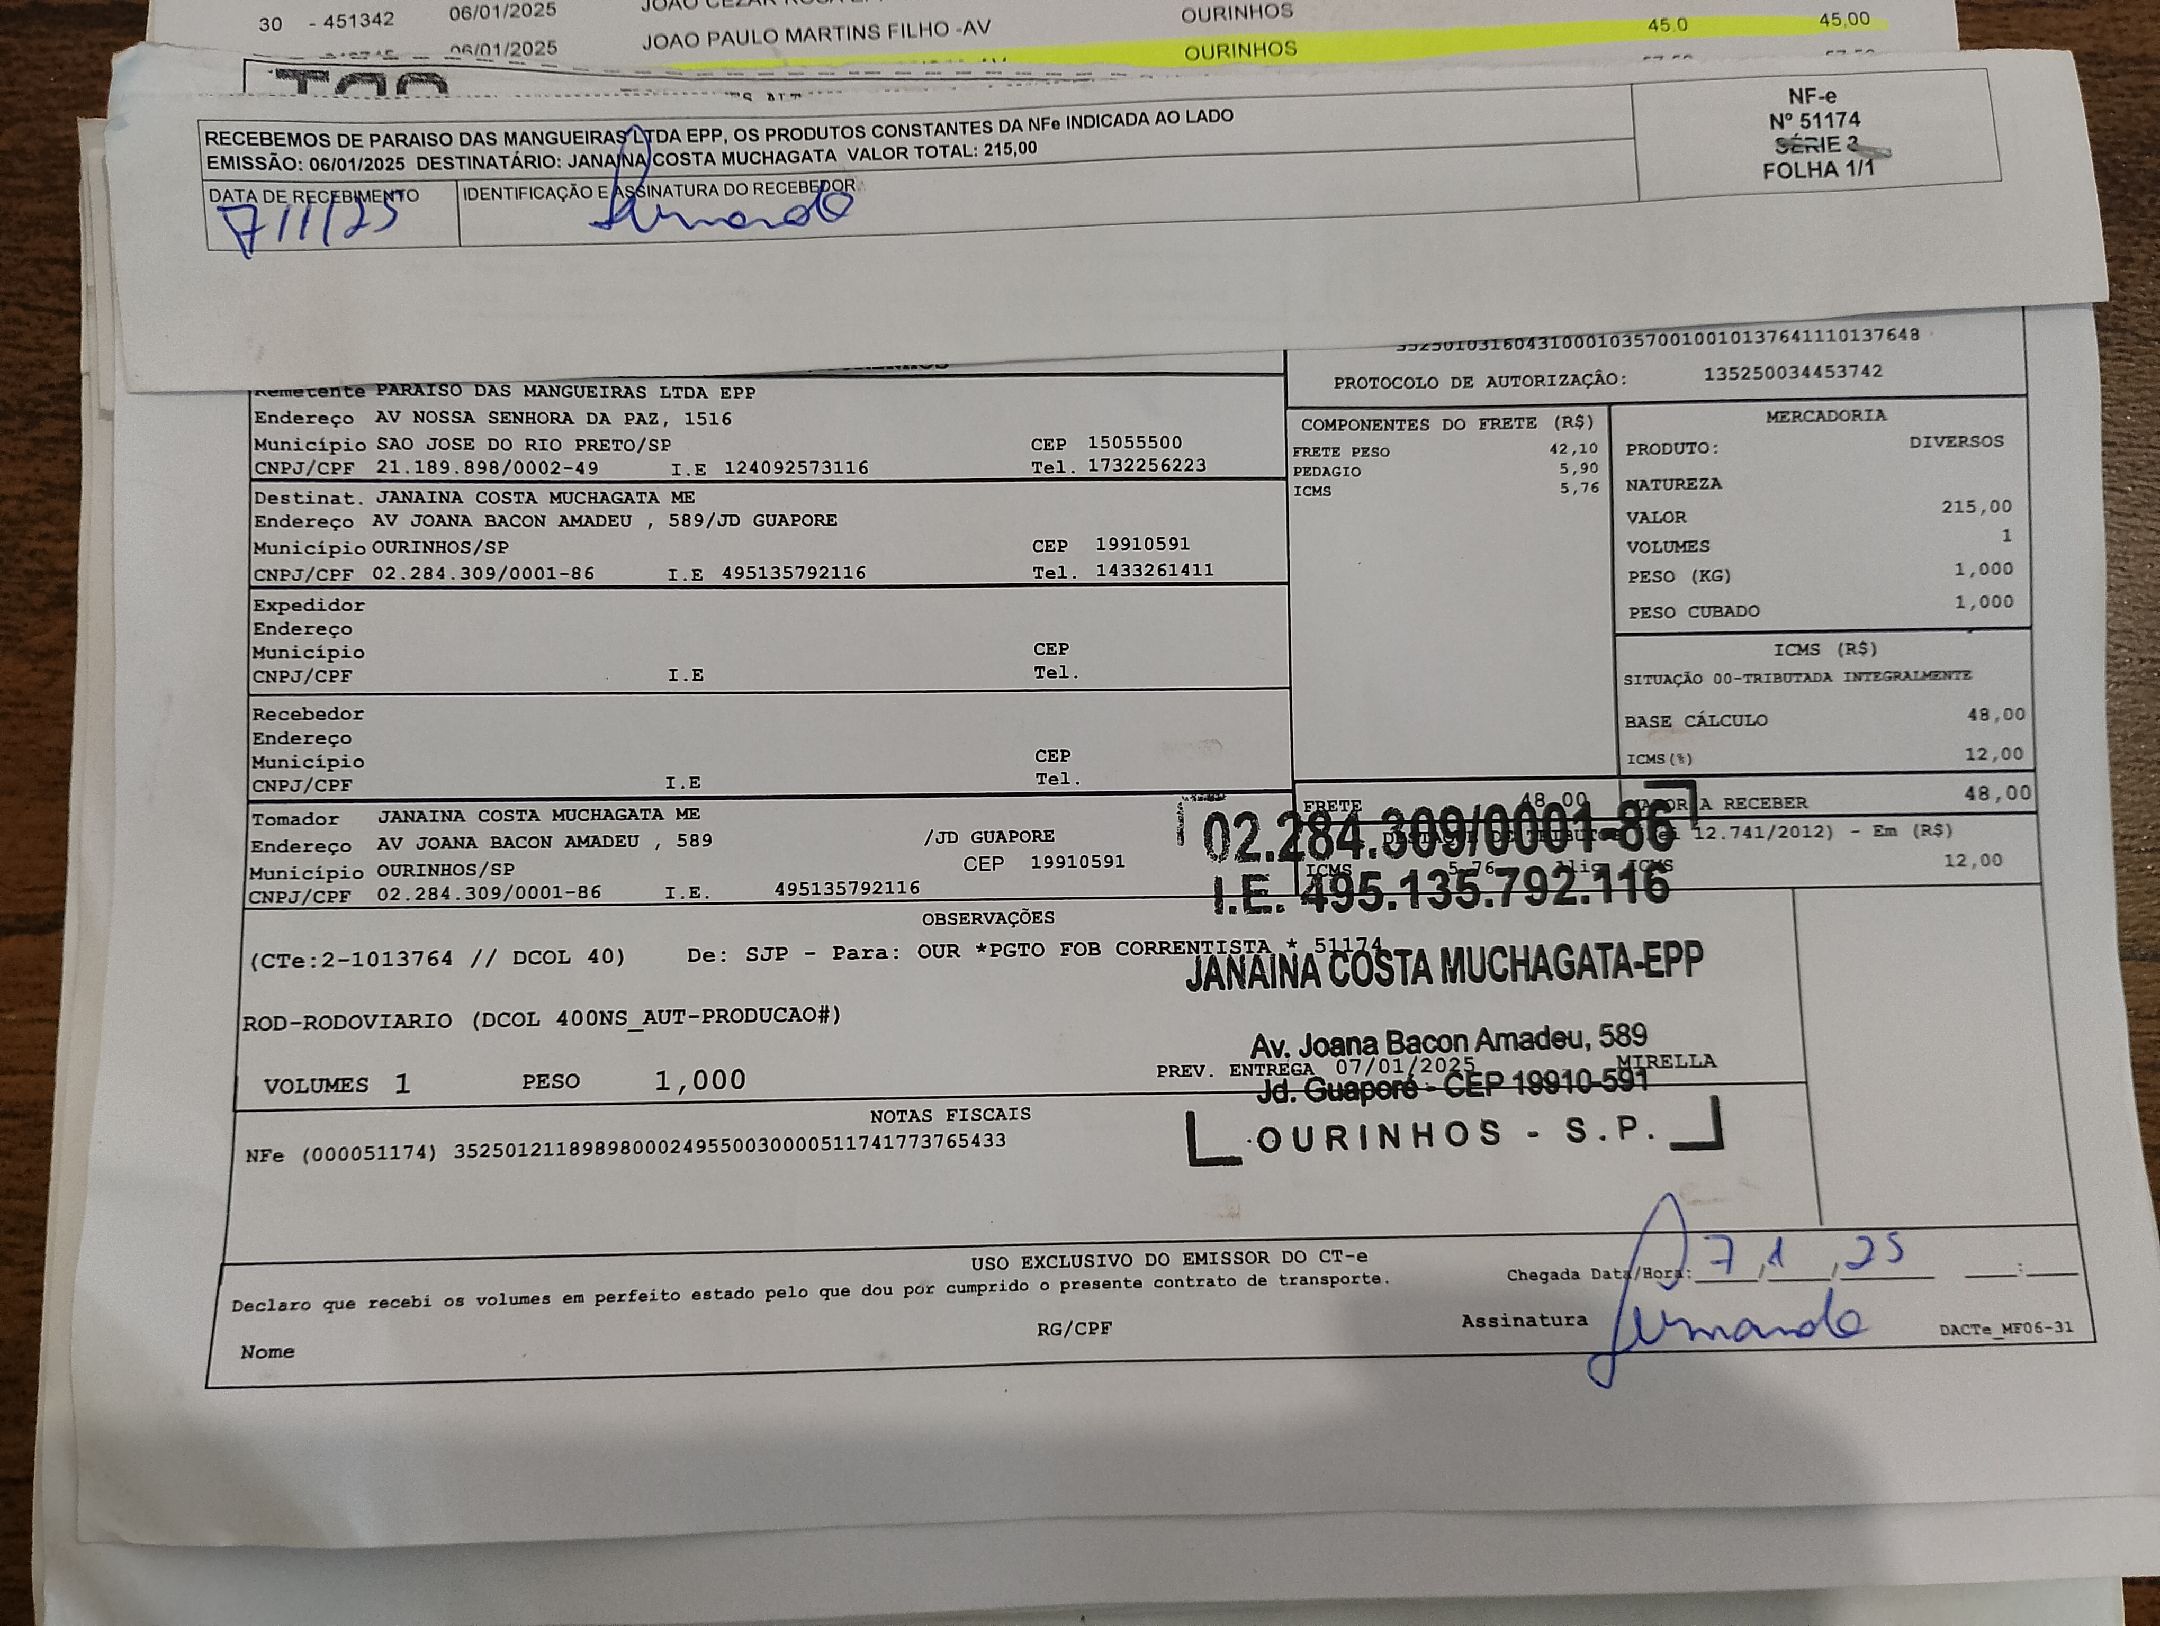 30 - 451342 06/01/2025 OURINHOS 45.0 45,00
06/01/2025 JOAO PAULO MARTINS FILHO -AV OURINHOS
RECEBEMOS DE PARAISO DAS MANGUEIRAS LTDA EPP, OS PRODUTOS CONSTANTES DA NFe INDICADA AO LADO
EMISSÃO: 06/01/2025 DESTINATÁRIO: JANAINA COSTA MUCHAGATA VALOR TOTAL: 215,00
DATA DE RECEBIMENTO IDENTIFICAÇÃO E ASSINATURA DO RECEBEDOR
7/1/25 Fernando
NF-e
Nº 51174
SÉRIE 3
FOLHA 1/1
35250103160431000103570010010137641110137648
PROTOCOLO DE AUTORIZAÇÃO: 135250034453742
Remetente PARAISO DAS MANGUEIRAS LTDA EPP
Endereço AV NOSSA SENHORA DA PAZ, 1516
Município SAO JOSE DO RIO PRETO/SP CEP 15055500
CNPJ/CPF 21.189.898/0002-49 I.E 124092573116 Tel. 1732256223
Destinat. JANAINA COSTA MUCHAGATA ME
Endereço AV JOANA BACON AMADEU , 589/JD GUAPORE
Município OURINHOS/SP CEP 19910591
CNPJ/CPF 02.284.309/0001-86 I.E 495135792116 Tel. 1433261411
Expedidor
Endereço
Município CEP
CNPJ/CPF I.E Tel.
Recebedor
Endereço
Município CEP
CNPJ/CPF I.E Tel.
Tomador JANAINA COSTA MUCHAGATA ME
Endereço AV JOANA BACON AMADEU , 589 /JD GUAPORE
Município OURINHOS/SP CEP 19910591
CNPJ/CPF 02.284.309/0001-86 I.E. 495135792116
COMPONENTES DO FRETE (R$)
FRETE PESO 42,10
PEDAGIO 5,90
ICMS 5,76
MERCADORIA
PRODUTO: DIVERSOS
NATUREZA
VALOR 215,00
VOLUMES 1
PESO (KG) 1,000
PESO CUBADO 1,000
ICMS (R$)
SITUAÇÃO 00-TRIBUTADA INTEGRALMENTE
BASE CÁLCULO 48,00
ICMS(%) 12,00
FRETE 48,00 VALOR A RECEBER 48,00
12.741/2012) - Em (R$)
ICMS 5,76 ICMS 12,00
02.284.309/0001-86
I.E. 495.135.792.116
JANAINA COSTA MUCHAGATA-EPP
Av. Joana Bacon Amadeu, 589
Jd. Guaporé - CEP 19910-591
OURINHOS - S.P.
OBSERVAÇÕES
(CTe:2-1013764 // DCOL 40) De: SJP - Para: OUR *PGTO FOB CORRENTISTA * 51174
ROD-RODOVIARIO (DCOL 400NS_AUT-PRODUCAO#)
VOLUMES 1 PESO 1,000 PREV. ENTREGA 07/01/2025 MIRELLA
NOTAS FISCAIS
NFe (000051174) 35250121189898000249550030000511741773765433
USO EXCLUSIVO DO EMISSOR DO CT-e
Declaro que recebi os volumes em perfeito estado pelo que dou por cumprido o presente contrato de transporte.
Chegada Data/Hora: 7, 1, 25 :
Nome RG/CPF Assinatura Fernando DACTe_MF06-31